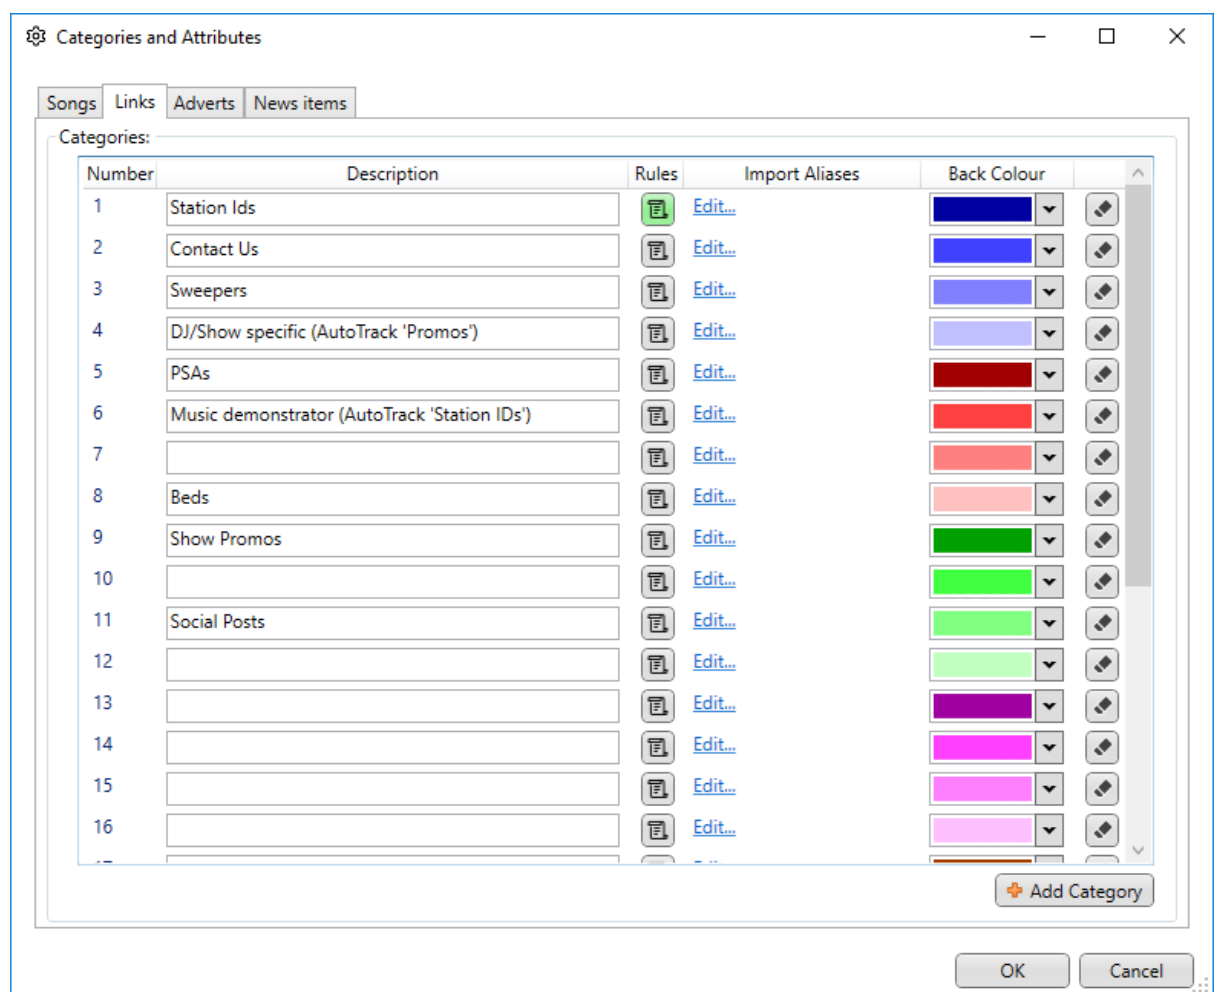 Categories and Attributes
Songs Links Adverts News items
Categories:
Number Description Rules Import Aliases Back Colour
1 Station Ids Edit...
2 Contact Us Edit...
3 Sweepers Edit...
4 DJ/Show specific (AutoTrack 'Promos') Edit...
5 PSAs Edit...
6 Music demonstrator (AutoTrack 'Station IDs') Edit...
7 Edit...
8 Beds Edit...
9 Show Promos Edit...
10 Edit...
11 Social Posts Edit...
12 Edit...
13 Edit...
14 Edit...
15 Edit...
16 Edit...
Add Category
OK Cancel